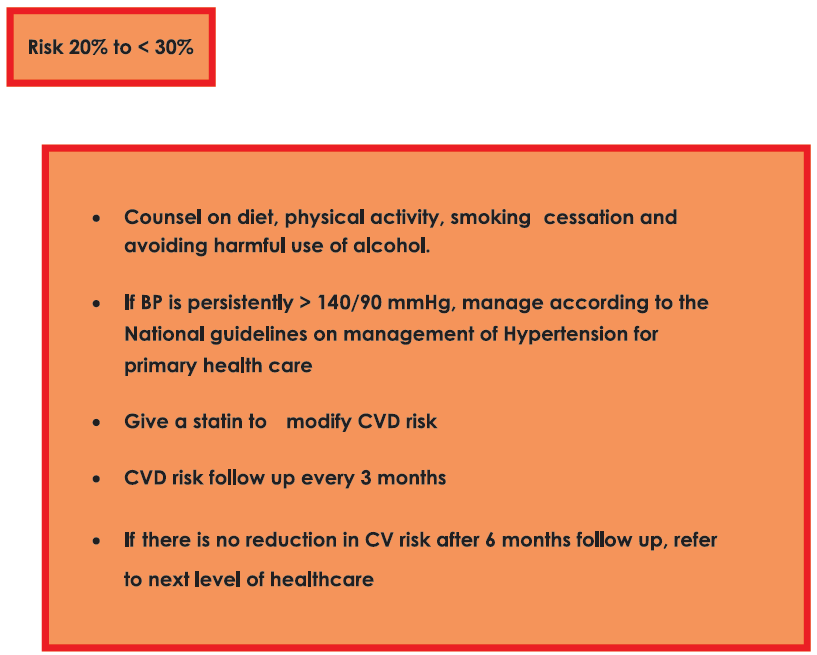 Risk 20% to < 30%
• Counsel on diet, physical activity, smoking cessation and
avoiding harmful use of alcohol.
• If BP is persistently > 140/90 mmHg, manage according to the
National guidelines on management of Hypertension for
primary health care
• Give a statin to modify CVD risk
• CVD risk follow up every 3 months
• If there is no reduction in CV risk after 6 months follow up, refer
to next level of healthcare